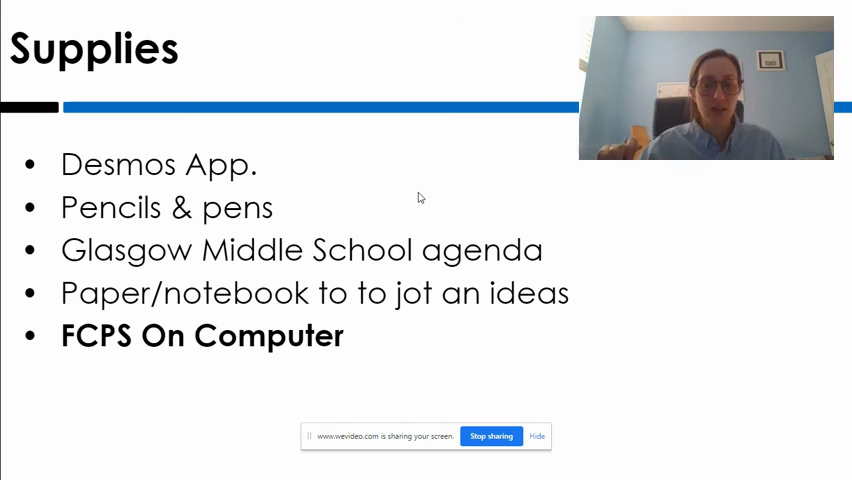 Supplies
• Desmos App.
• Pencils & pens
• Glasgow Middle School agenda
• Paper/notebook to to jot an ideas
• FCPS On Computer
www.wevideo.com is sharing your screen. Stop sharing Hide